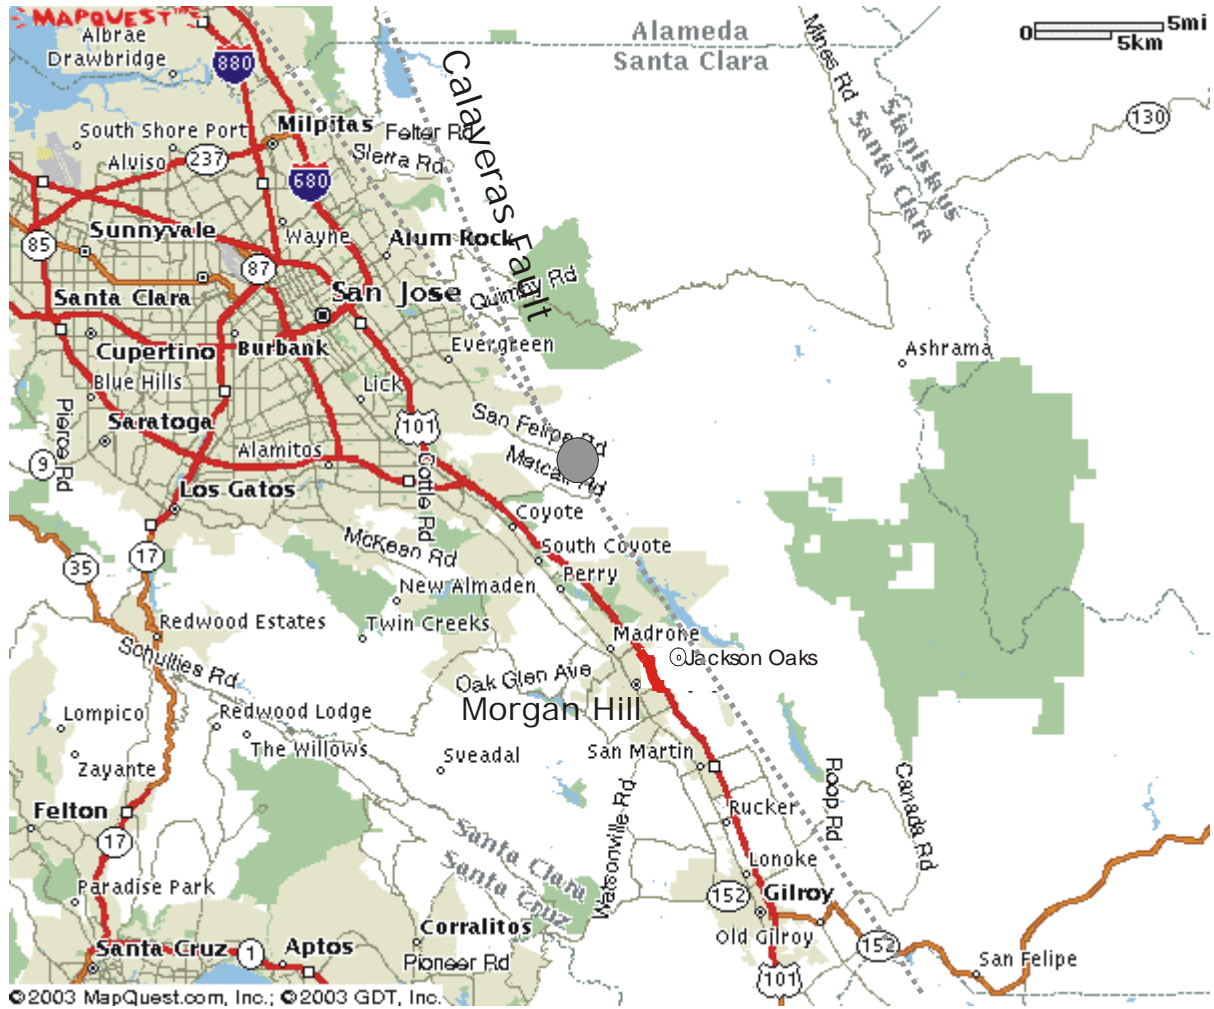 MAPQUEST
Albrae
Drawbridge
880
Calaveras Fault
Alameda
Santa Clara
Mines Rd
0 5mi
5km
Stanislaus
Santa Clara
130
South Shore Port
Milpitas
Felter Rd
Alviso
237
Sierra Rd
680
Sunnyvale
Wayne
Alum Rock
85
87
Santa Clara
San Jose
Quimby Rd
Cupertino
Burbank
Evergreen
Ashrama
Blue Hills
Lick
Pierce Rd
Saratoga
101
San Felipe Rd
Alamitos
9
Cottle Rd
Metcalf Rd
Los Gatos
Coyote
McKean Rd
South Coyote
17
35
New Almaden
Perry
Redwood Estates
Twin Creeks
Madrone
Schulties Rd
Jackson Oaks
Oak Glen Ave
Lompico
Redwood Lodge
Morgan Hill
The Willows
Sveadal
San Martin
Zayante
Watsonville Rd
Roop Rd
Canada Rd
Felton
Rucker
17
Santa Clara
Santa Cruz
Lonoke
Paradise Park
152
Gilroy
Corralitos
Old Gilroy
152
Santa Cruz
1
Aptos
Pioneer Rd
San Felipe
101
©2003 MapQuest.com, Inc.; ©2003 GDT, Inc.